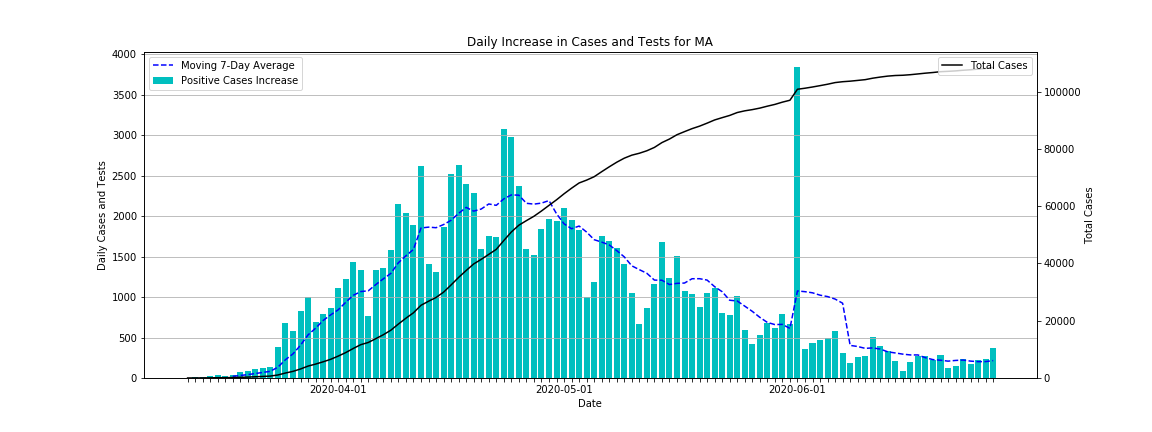 Daily Increase in Cases and Tests for MA
Moving 7-Day Average
Positive Cases Increase
Total Cases
4000
3500
3000
2500
2000
1500
1000
500
0
Daily Cases and Tests
100000
80000
60000
40000
20000
0
Total Cases
2020-04-01
2020-05-01
2020-06-01
Date